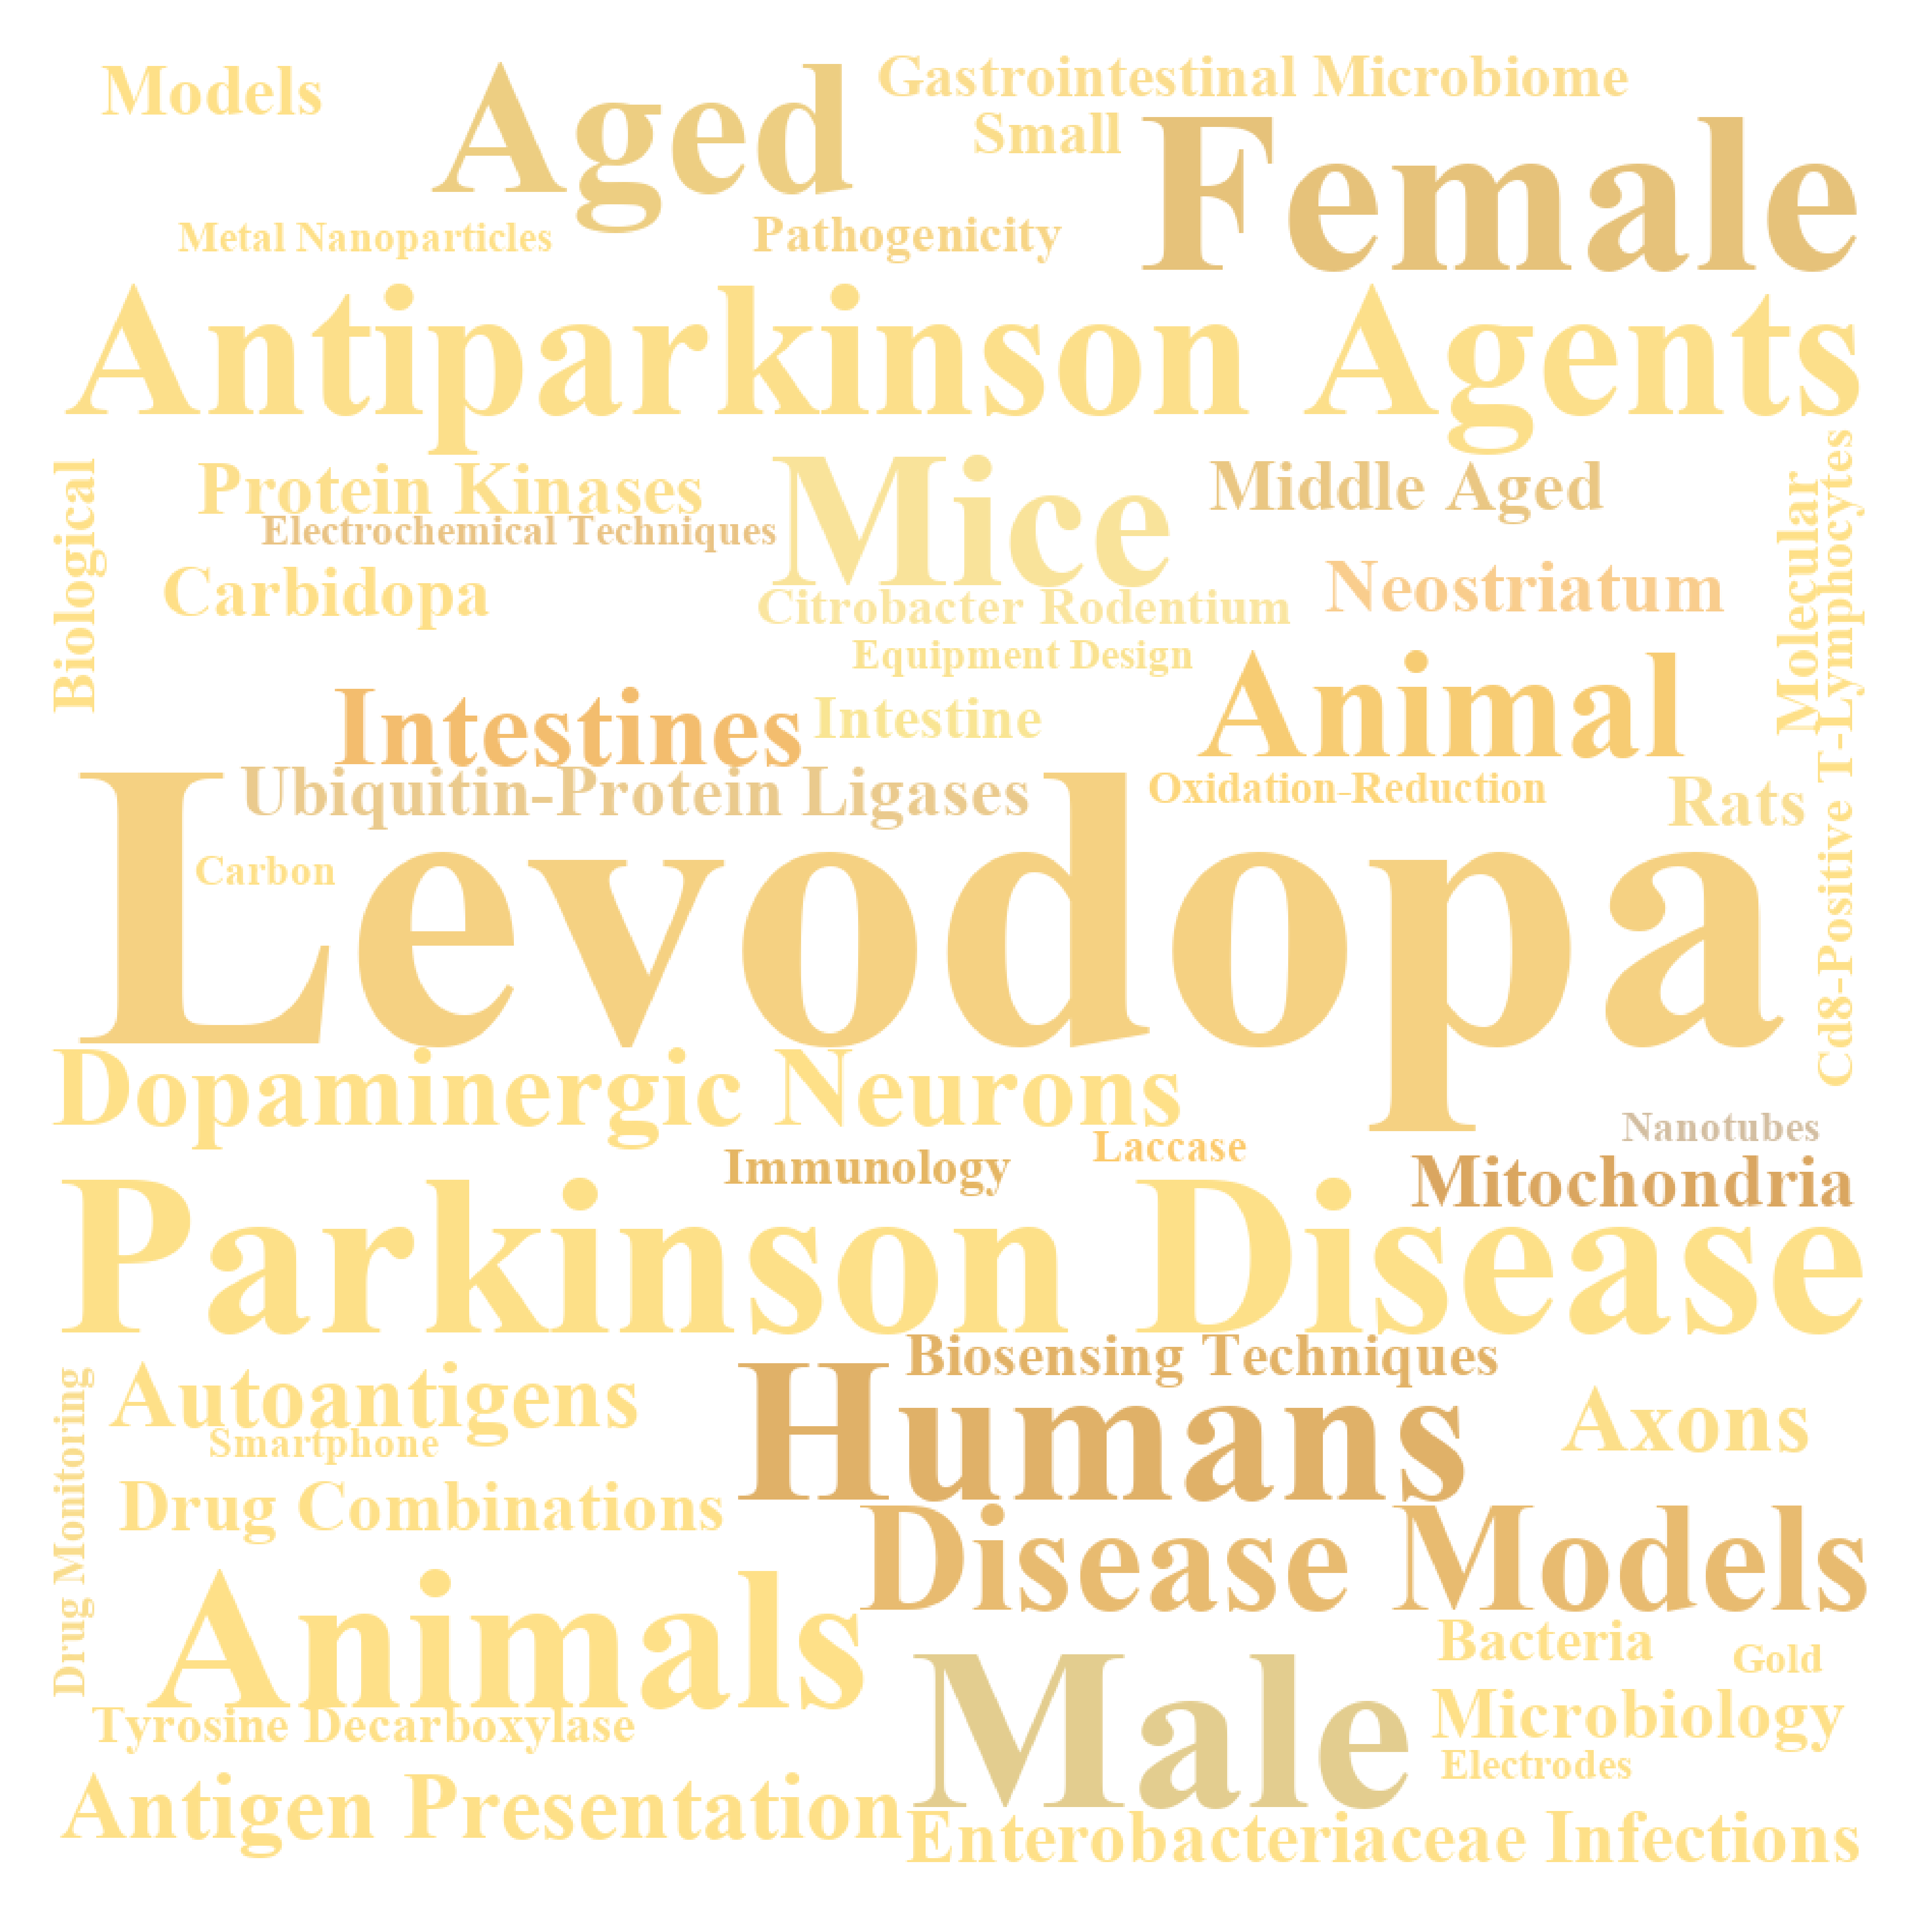 Models
Aged
Gastrointestinal Microbiome
Small
Female
Metal Nanoparticles
Pathogenicity
Antiparkinson Agents
Biological
Protein Kinases
Mice
Middle Aged
Molecular
Cd8-Positive T-Lymphocytes
Electrochemical Techniques
Carbidopa
Citrobacter Rodentium
Neostriatum
Equipment Design
Intestines
Intestine
Animal
Ubiquitin-Protein Ligases
Oxidation-Reduction
Rats
Carbon
Levodopa
Dopaminergic Neurons
Nanotubes
Immunology
Laccase
Mitochondria
Parkinson Disease
Biosensing Techniques
Drug Monitoring
Autoantigens
Humans
Axons
Smartphone
Drug Combinations
Disease Models
Animals
Male
Bacteria
Gold
Tyrosine Decarboxylase
Microbiology
Electrodes
Antigen Presentation
Enterobacteriaceae Infections